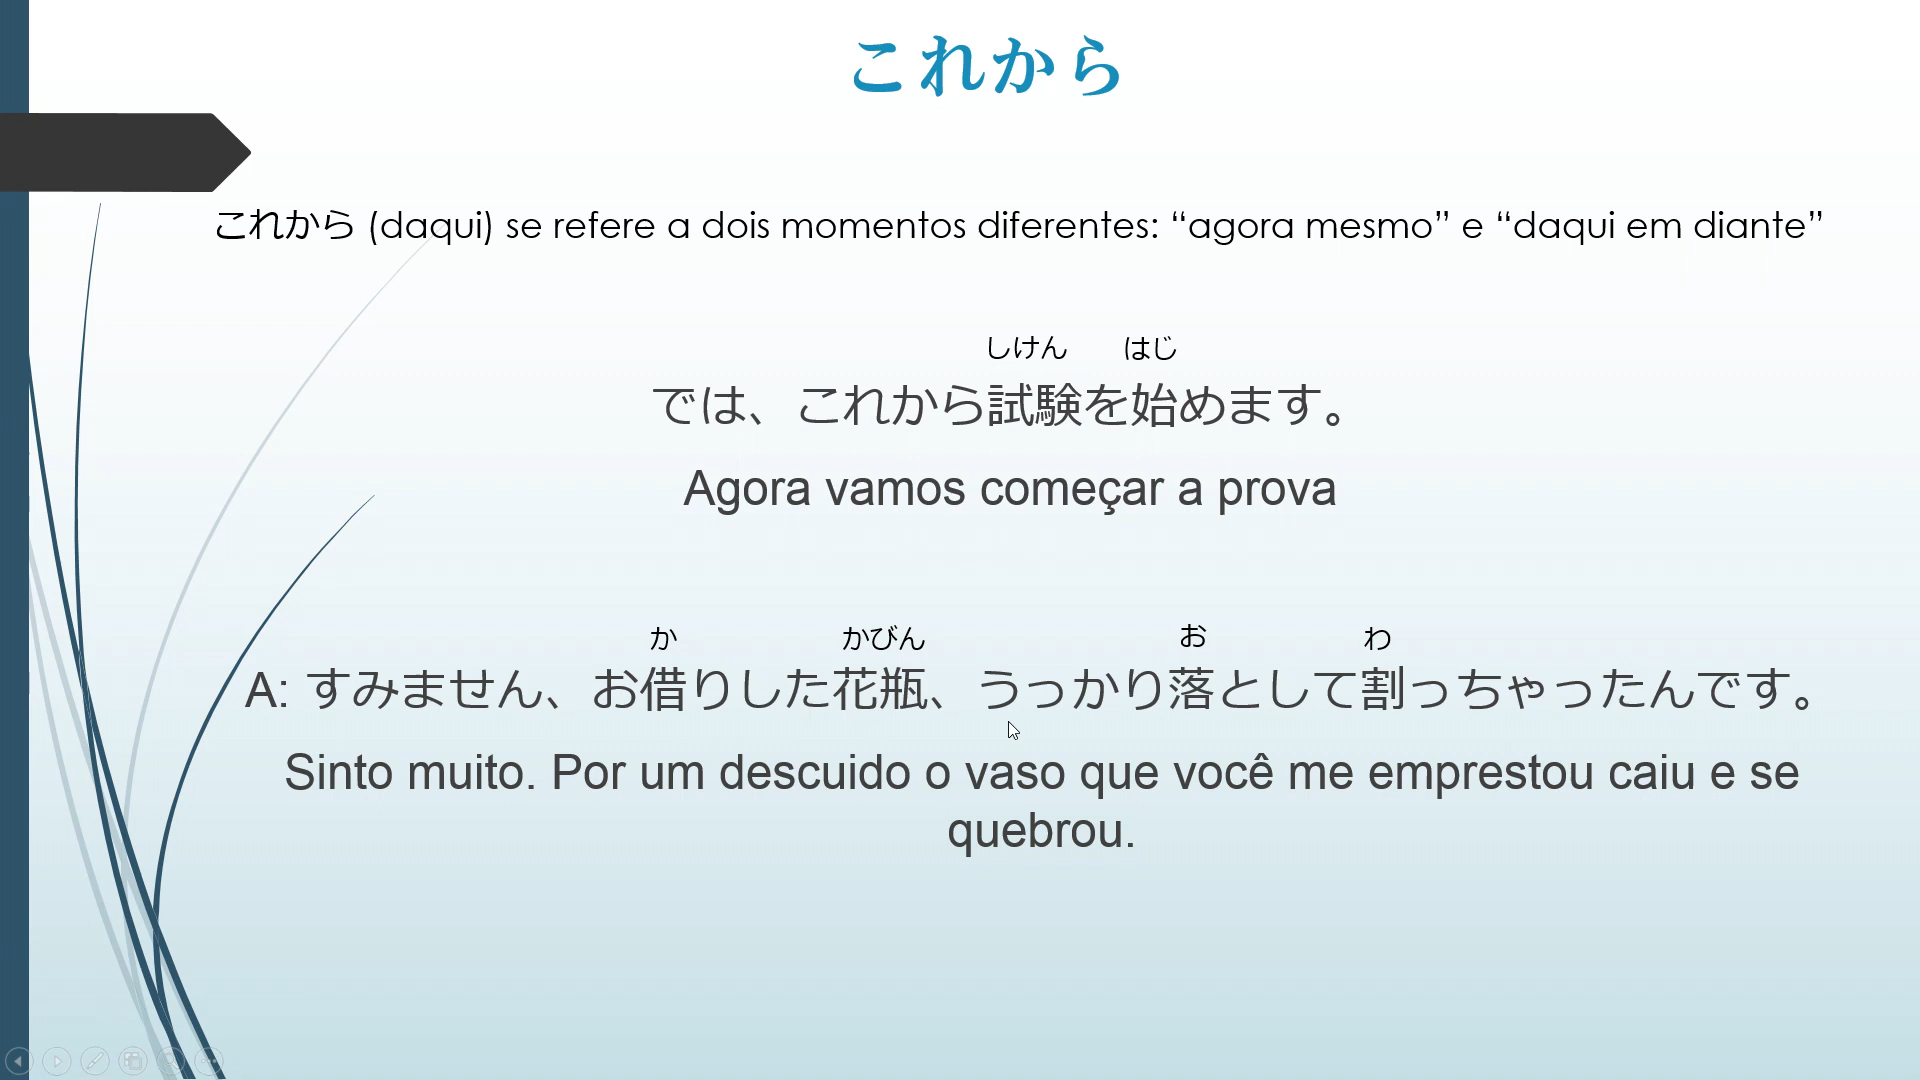 これから
これから (daqui) se refere a dois momentos diferentes: “agora mesmo” e “daqui em diante”
しけん はじ
では、これから試験を始めます。
Agora vamos começar a prova
か かびん お わ
A: すみません、お借りした花瓶、うっかり落として割っちゃったんです。
Sinto muito. Por um descuido o vaso que você me emprestou caiu e se
quebrou.